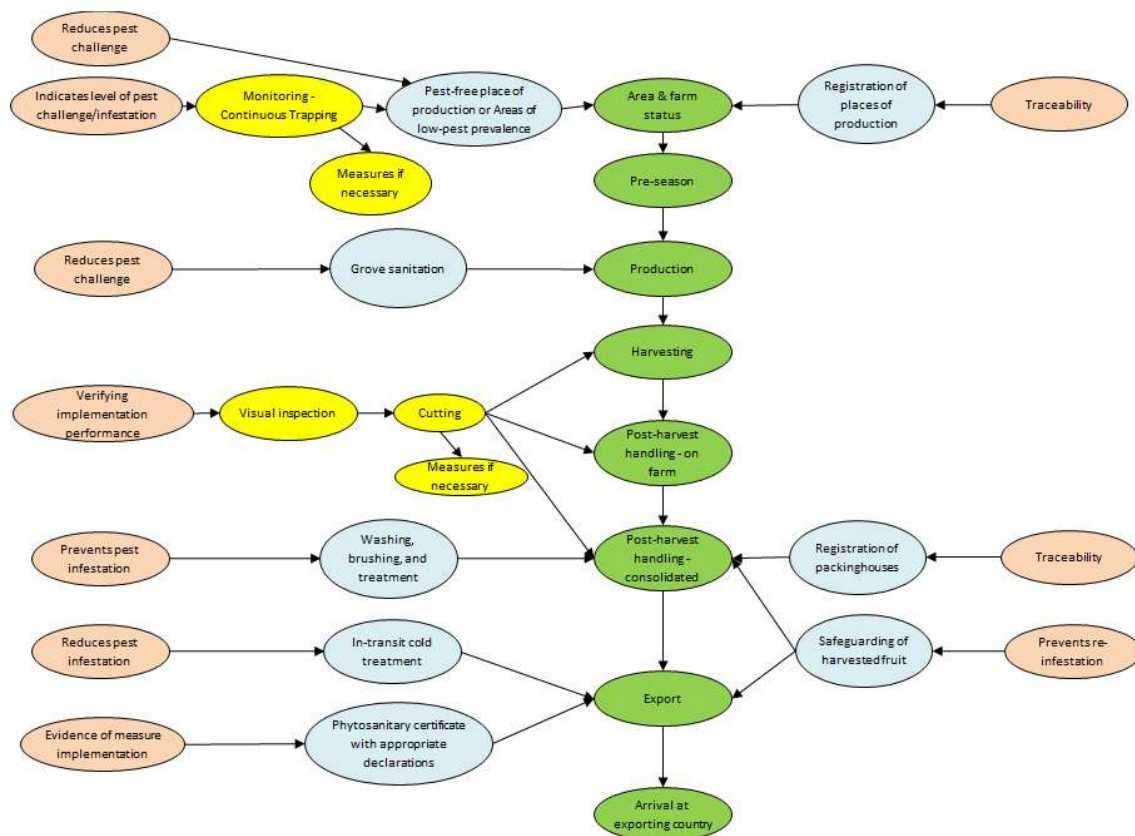 Reduces pest
challenge
Indicates level of pest
challenge/infestation
Monitoring -
Continuous Trapping
Pest-free place of
production or Areas of
low-pest prevalence
Area & farm
status
Registration of
places of
production
Traceability
Measures if
necessary
Pre-season
Reduces pest
challenge
Grove sanitation
Production
Harvesting
Verifying
implementation
performance
Visual inspection
Cutting
Post-harvest
handling - on
farm
Measures if
necessary
Prevents pest
infestation
Washing,
brushing, and
treatment
Post-harvest
handling -
consolidated
Registration of
packinghouses
Traceability
Reduces pest
infestation
In-transit cold
treatment
Safeguarding of
harvested fruit
Prevents re-
infestation
Export
Evidence of measure
implementation
Phytosanitary certificate
with appropriate
declarations
Arrival at
exporting country